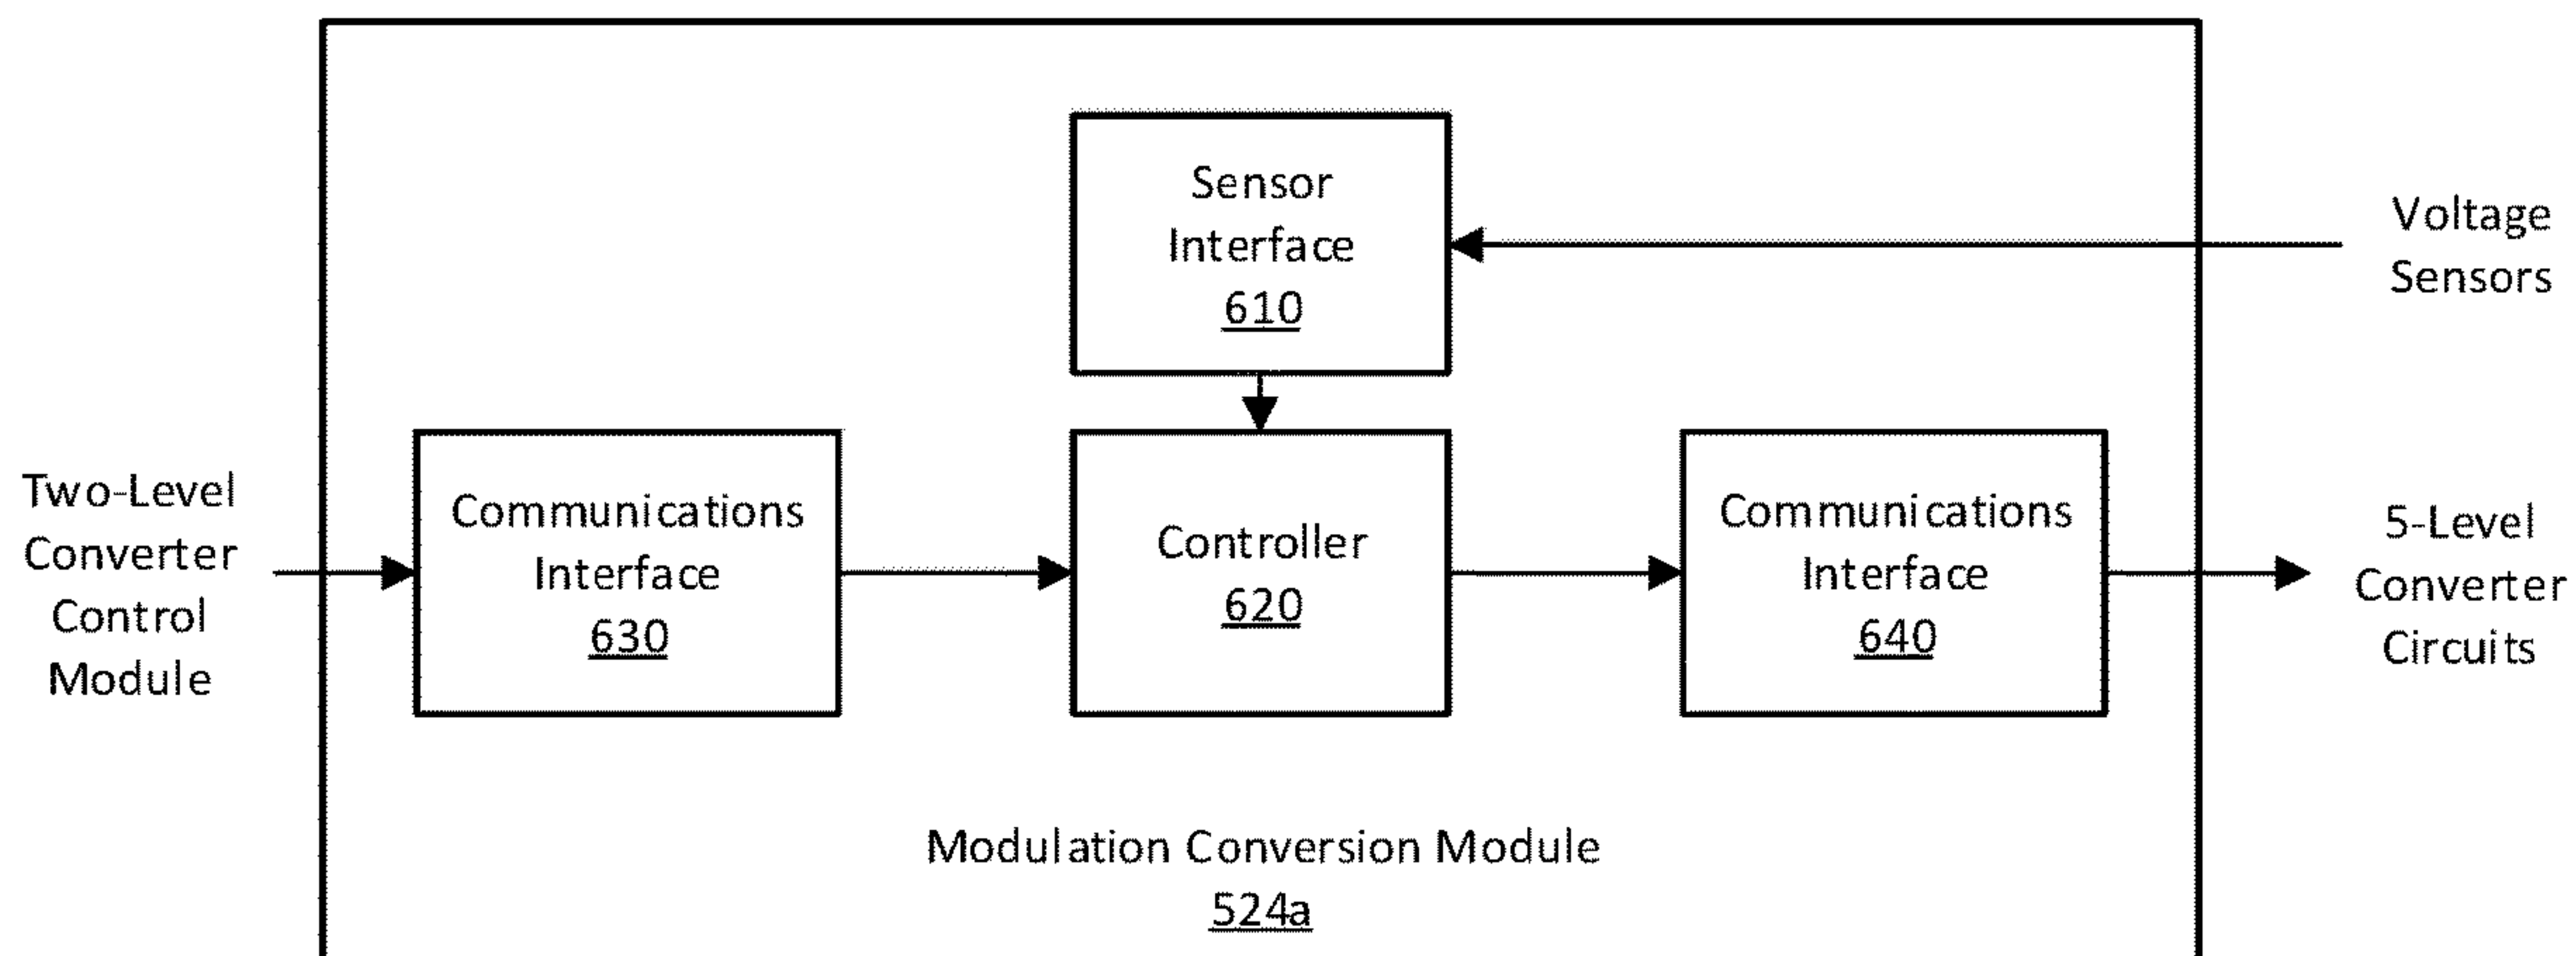 Sensor
Interface
610
Voltage
Sensors
Two-Level
Converter
Control
Module
Communications
Interface
630
Controller
620
Communications
Interface
640
5-Level
Converter
Circuits
Modulation Conversion Module
524a